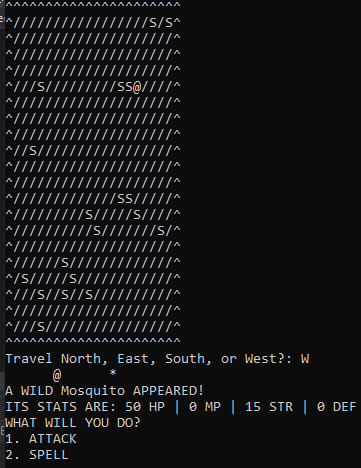 ^^^^^^^^^^^^^^^^^^^^^^
^/////////////////S/S^
^////////////////////^
^////////////////////^
^////////////////////^
^///S/////////SS@////^
^////////////////////^
^////////////////////^
^////////////////////^
^//S/////////////////^
^////////////////////^
^////////////////////^
^/////////////SS/////^
^/////////S/////S////^
^//////////S///////S/^
^////////////////////^
^//////S/////////////^
^/S/////S////////////^
^///S//S//S//////////^
^////////////////////^
^///S////////////////^
^^^^^^^^^^^^^^^^^^^^^^
Travel North, East, South, or West?: W
      @      *
A WILD Mosquito APPEARED!
ITS STATS ARE: 50 HP | 0 MP | 15 STR | 0 DEF
WHAT WILL YOU DO?
1. ATTACK
2. SPELL